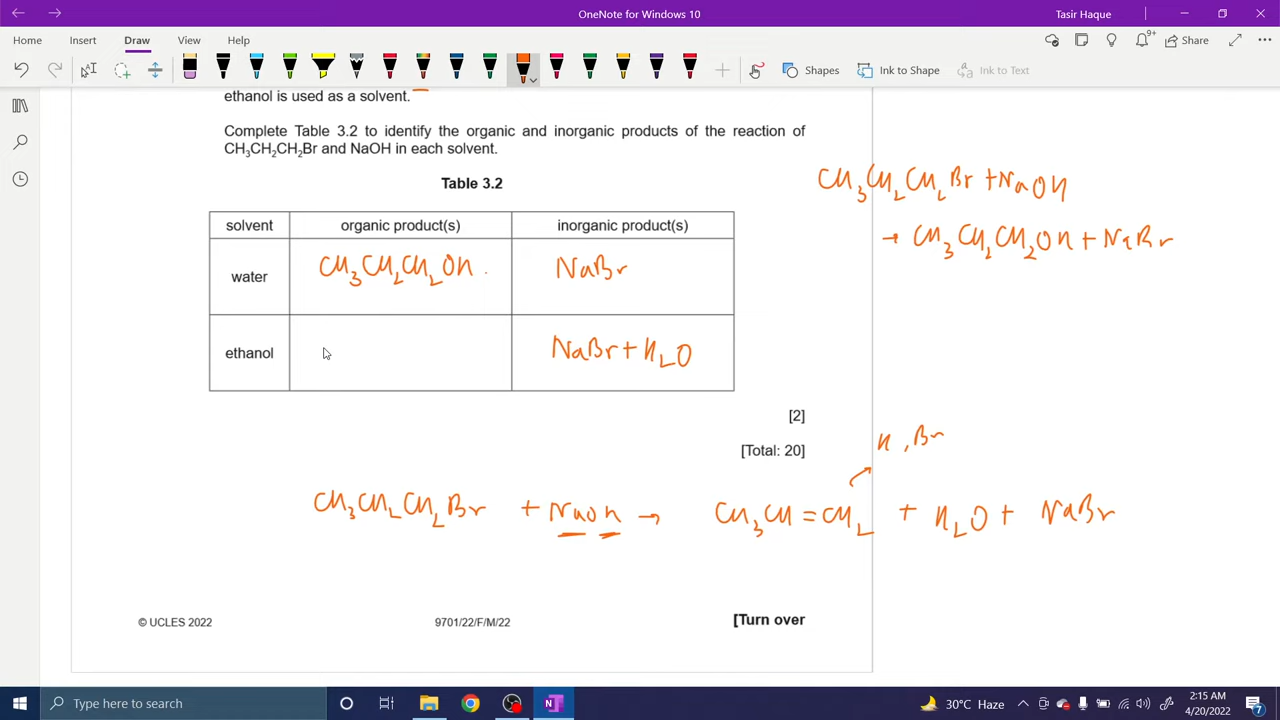 OneNote for Windows 10
Tasir Haque
Home Insert Draw View Help
9+
Share
Shapes
Ink to Shape
Ink to Text
ethanol is used as a solvent.
Complete Table 3.2 to identify the organic and inorganic products of the reaction of
CH₃CH₂CH₂Br and NaOH in each solvent.
Table 3.2
solvent organic product(s) inorganic product(s)
water CH₃CH₂CH₂OH NaBr
ethanol NaBr + H₂O
CH₃CH₂CH₂Br + NaOH
→ CH₃CH₂CH₂OH + NaBr
[2]
[Total: 20]
H, Br
CH₃CH₂CH₂Br + NaOH → CH₃CH=CH₂ + H₂O + NaBr
© UCLES 2022 9701/22/F/M/22 [Turn over
Type here to search
30°C Haze
2:15 AM
4/20/2022
7